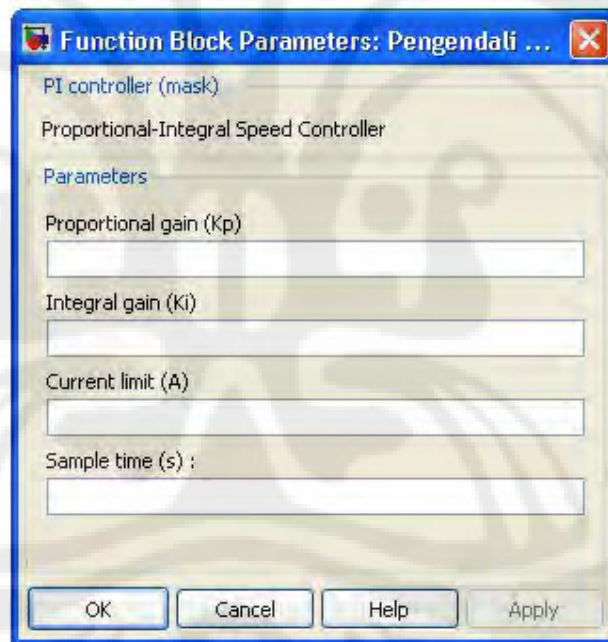 Function Block Parameters: Pengendali ...
PI controller (mask)
Proportional-Integral Speed Controller
Parameters
Proportional gain (Kp)
Integral gain (Ki)
Current limit (A)
Sample time (s) :
OK Cancel Help Apply